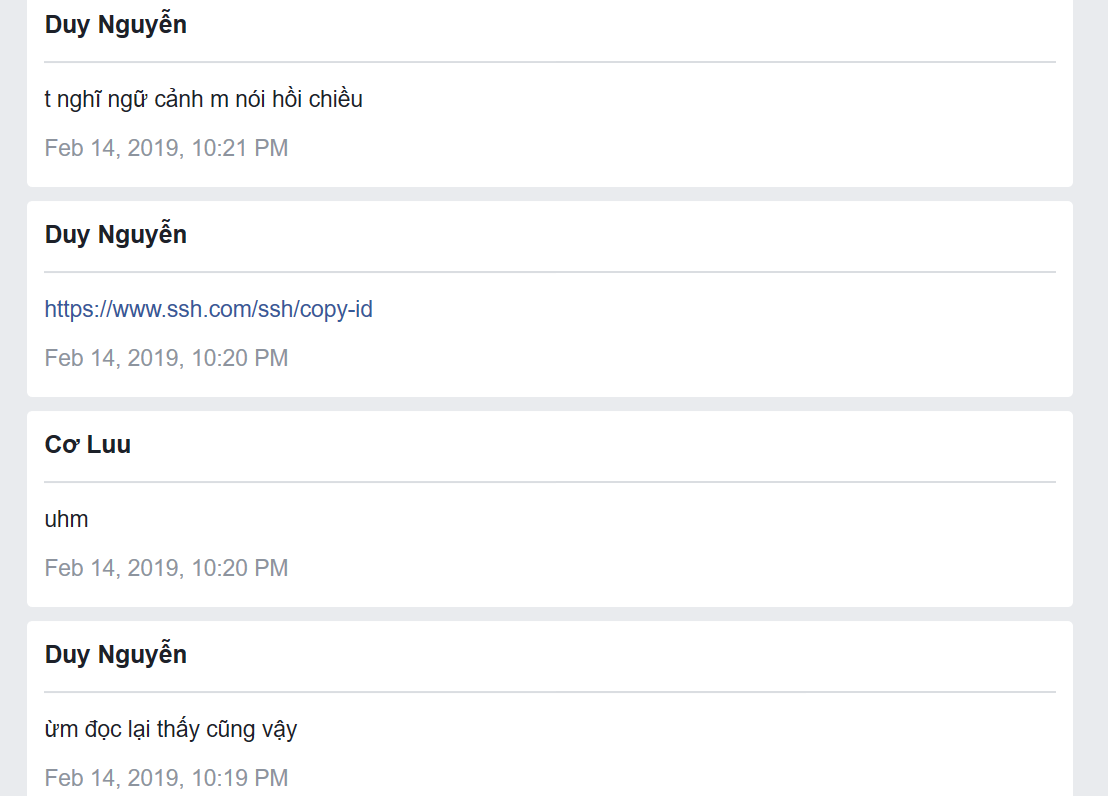 Duy Nguyễn
t nghĩ ngữ cảnh m nói hồi chiều
Feb 14, 2019, 10:21 PM
Duy Nguyễn
https://www.ssh.com/ssh/copy-id
Feb 14, 2019, 10:20 PM
Cơ Luu
uhm
Feb 14, 2019, 10:20 PM
Duy Nguyễn
ừm đọc lại thấy cũng vậy
Feb 14, 2019, 10:19 PM